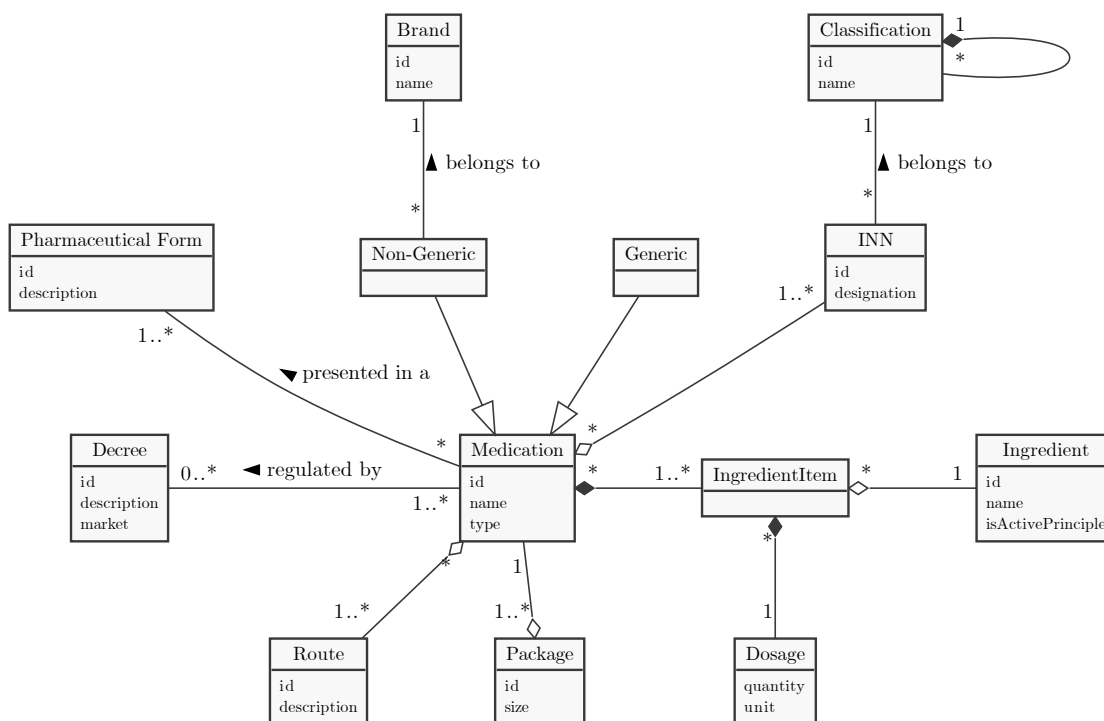 Brand
id
name
Classification
id
name
1
*
1
belongs to
*
1
belongs to
*
Pharmaceutical Form
id
description
Non-Generic
Generic
INN
id
designation
1..*
1..*
presented in a
*
*
Decree
id
description
market
0..*
regulated by
1..*
Medication
id
name
type
*
1..*
IngredientItem
*
1
Ingredient
id
name
isActivePrinciple
*
1
*
1..*
1..*
1
Route
id
description
Package
id
size
Dosage
quantity
unit